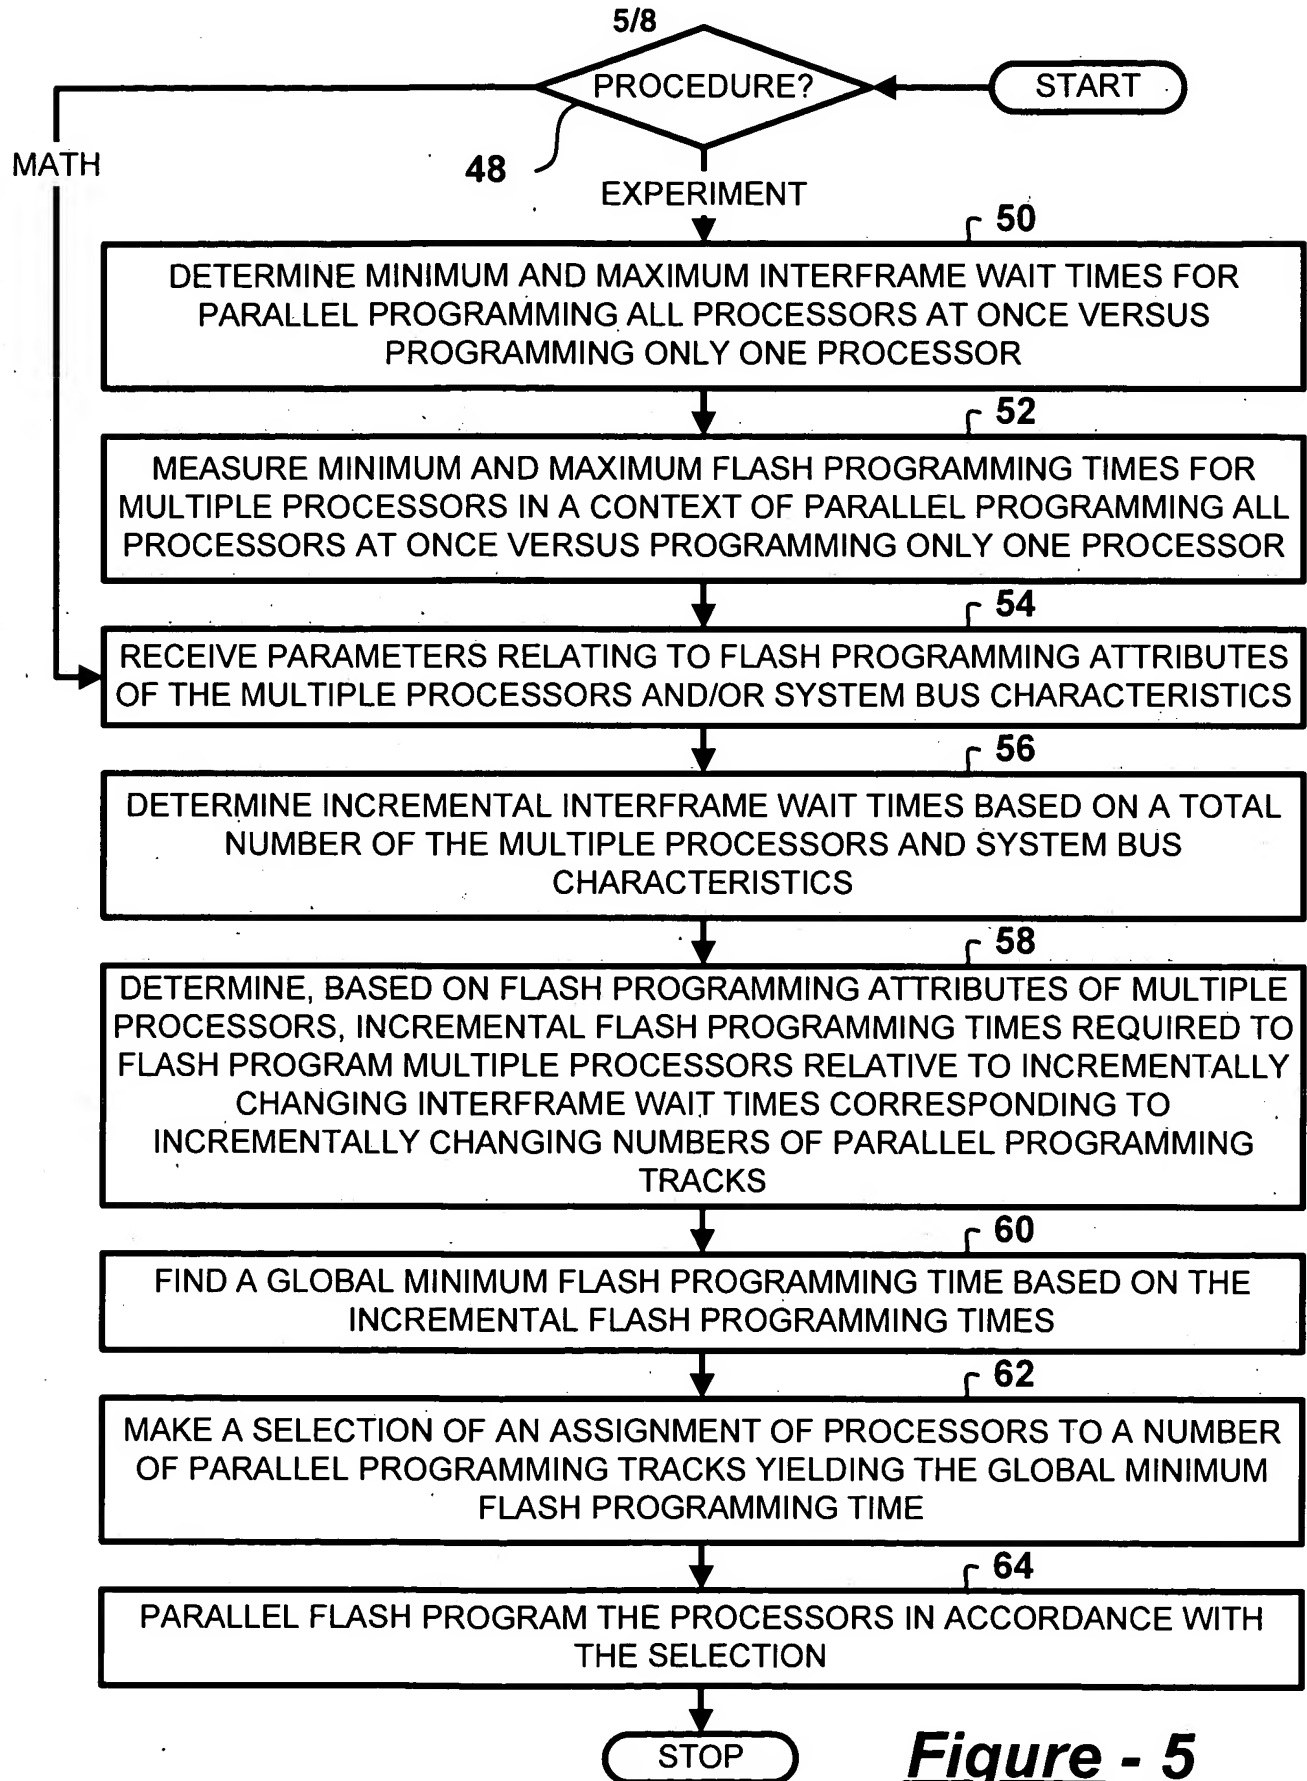 5/8
PROCEDURE?
START
MATH
48
EXPERIMENT
50
DETERMINE MINIMUM AND MAXIMUM INTERFRAME WAIT TIMES FOR
PARALLEL PROGRAMMING ALL PROCESSORS AT ONCE VERSUS
PROGRAMMING ONLY ONE PROCESSOR
52
MEASURE MINIMUM AND MAXIMUM FLASH PROGRAMMING TIMES FOR
MULTIPLE PROCESSORS IN A CONTEXT OF PARALLEL PROGRAMMING ALL
PROCESSORS AT ONCE VERSUS PROGRAMMING ONLY ONE PROCESSOR
54
RECEIVE PARAMETERS RELATING TO FLASH PROGRAMMING ATTRIBUTES
OF THE MULTIPLE PROCESSORS AND/OR SYSTEM BUS CHARACTERISTICS
56
DETERMINE INCREMENTAL INTERFRAME WAIT TIMES BASED ON A TOTAL
NUMBER OF THE MULTIPLE PROCESSORS AND SYSTEM BUS
CHARACTERISTICS
58
DETERMINE, BASED ON FLASH PROGRAMMING ATTRIBUTES OF MULTIPLE
PROCESSORS, INCREMENTAL FLASH PROGRAMMING TIMES REQUIRED TO
FLASH PROGRAM MULTIPLE PROCESSORS RELATIVE TO INCREMENTALLY
CHANGING INTERFRAME WAIT TIMES CORRESPONDING TO
INCREMENTALLY CHANGING NUMBERS OF PARALLEL PROGRAMMING
TRACKS
60
FIND A GLOBAL MINIMUM FLASH PROGRAMMING TIME BASED ON THE
INCREMENTAL FLASH PROGRAMMING TIMES
62
MAKE A SELECTION OF AN ASSIGNMENT OF PROCESSORS TO A NUMBER
OF PARALLEL PROGRAMMING TRACKS YIELDING THE GLOBAL MINIMUM
FLASH PROGRAMMING TIME
64
PARALLEL FLASH PROGRAM THE PROCESSORS IN ACCORDANCE WITH
THE SELECTION
STOP
Figure - 5